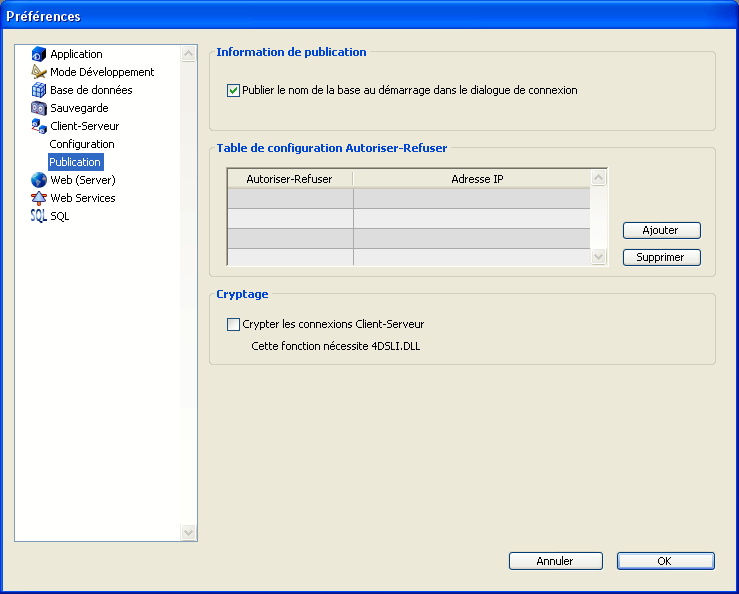 Préférences
Application
Mode Développement
Base de données
Sauvegarde
Client-Serveur
Configuration
Publication
Web (Server)
Web Services
SQL SQL
Information de publication
Publier le nom de la base au démarrage dans le dialogue de connexion
Table de configuration Autoriser-Refuser
Autoriser-Refuser Adresse IP
Ajouter
Supprimer
Cryptage
Crypter les connexions Client-Serveur
Cette fonction nécessite 4DSLI.DLL
Annuler OK